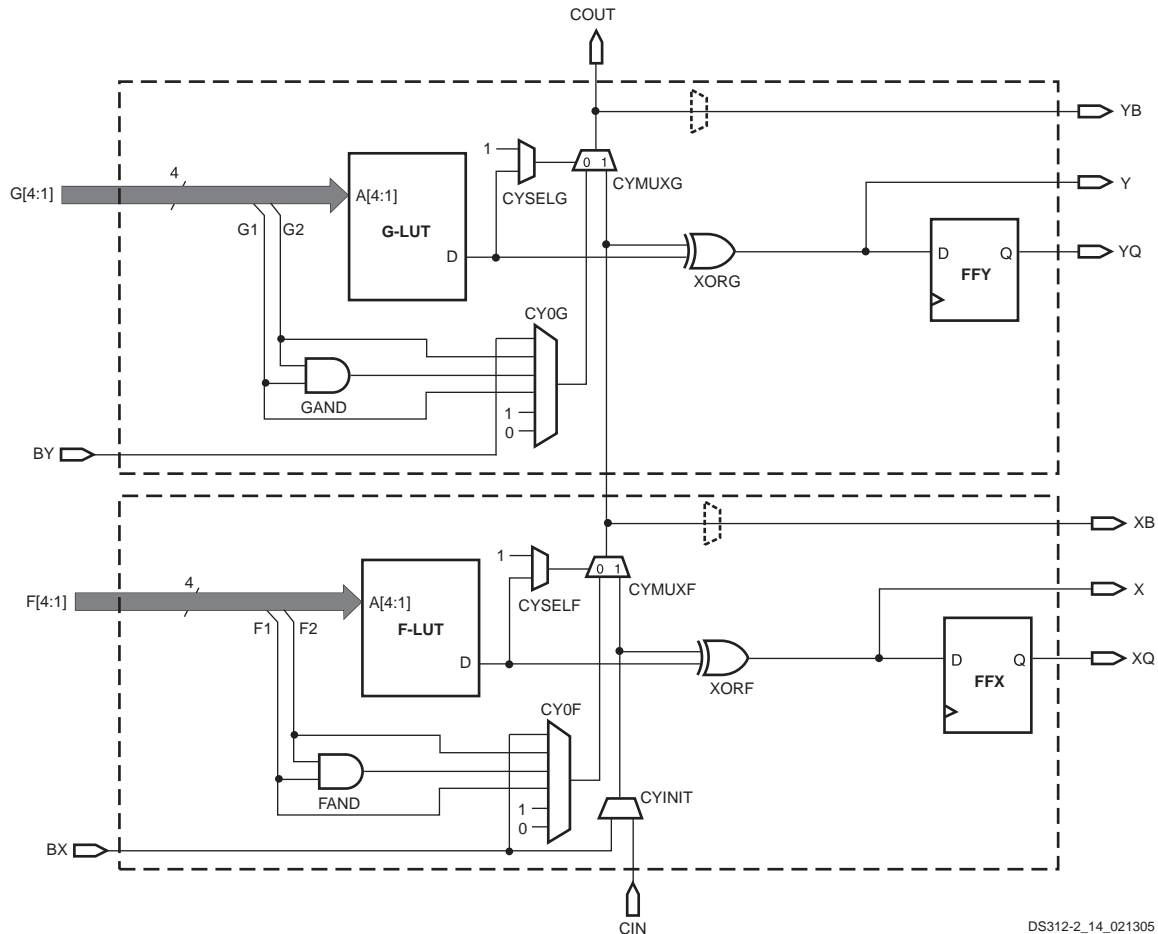 COUT
YB
1
0 1
CYSELG
CYMUXG
G[4:1]
4
A[4:1]
G-LUT
D
G1
G2
Y
XORG
D
Q
FFY
YQ
CY0G
GAND
1
0
BY
XB
1
0 1
CYSELF
CYMUXF
F[4:1]
4
A[4:1]
F-LUT
D
F1
F2
X
XORF
D
Q
FFX
XQ
CY0F
FAND
1
0
CYINIT
BX
CIN
DS312-2_14_021305